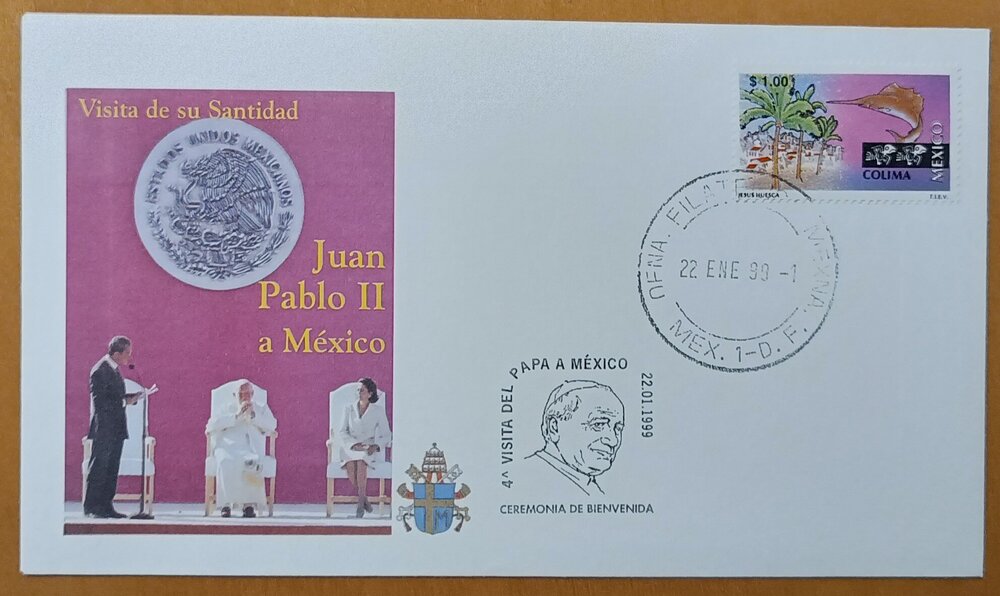 Visita de su Santidad
ESTADOS UNIDOS MEXICANOS
Juan
Pablo II
a México
$ 1.00
COLIMA
MEXICO
JESUS HUESCA
T.I.E.V.
OFNA. FILATELICA MEXNA.
22 ENE 99 -1
MEX. 1-D. F.
4ª VISITA DEL PAPA A MÉXICO
22.01.1999
CEREMONIA DE BIENVENIDA